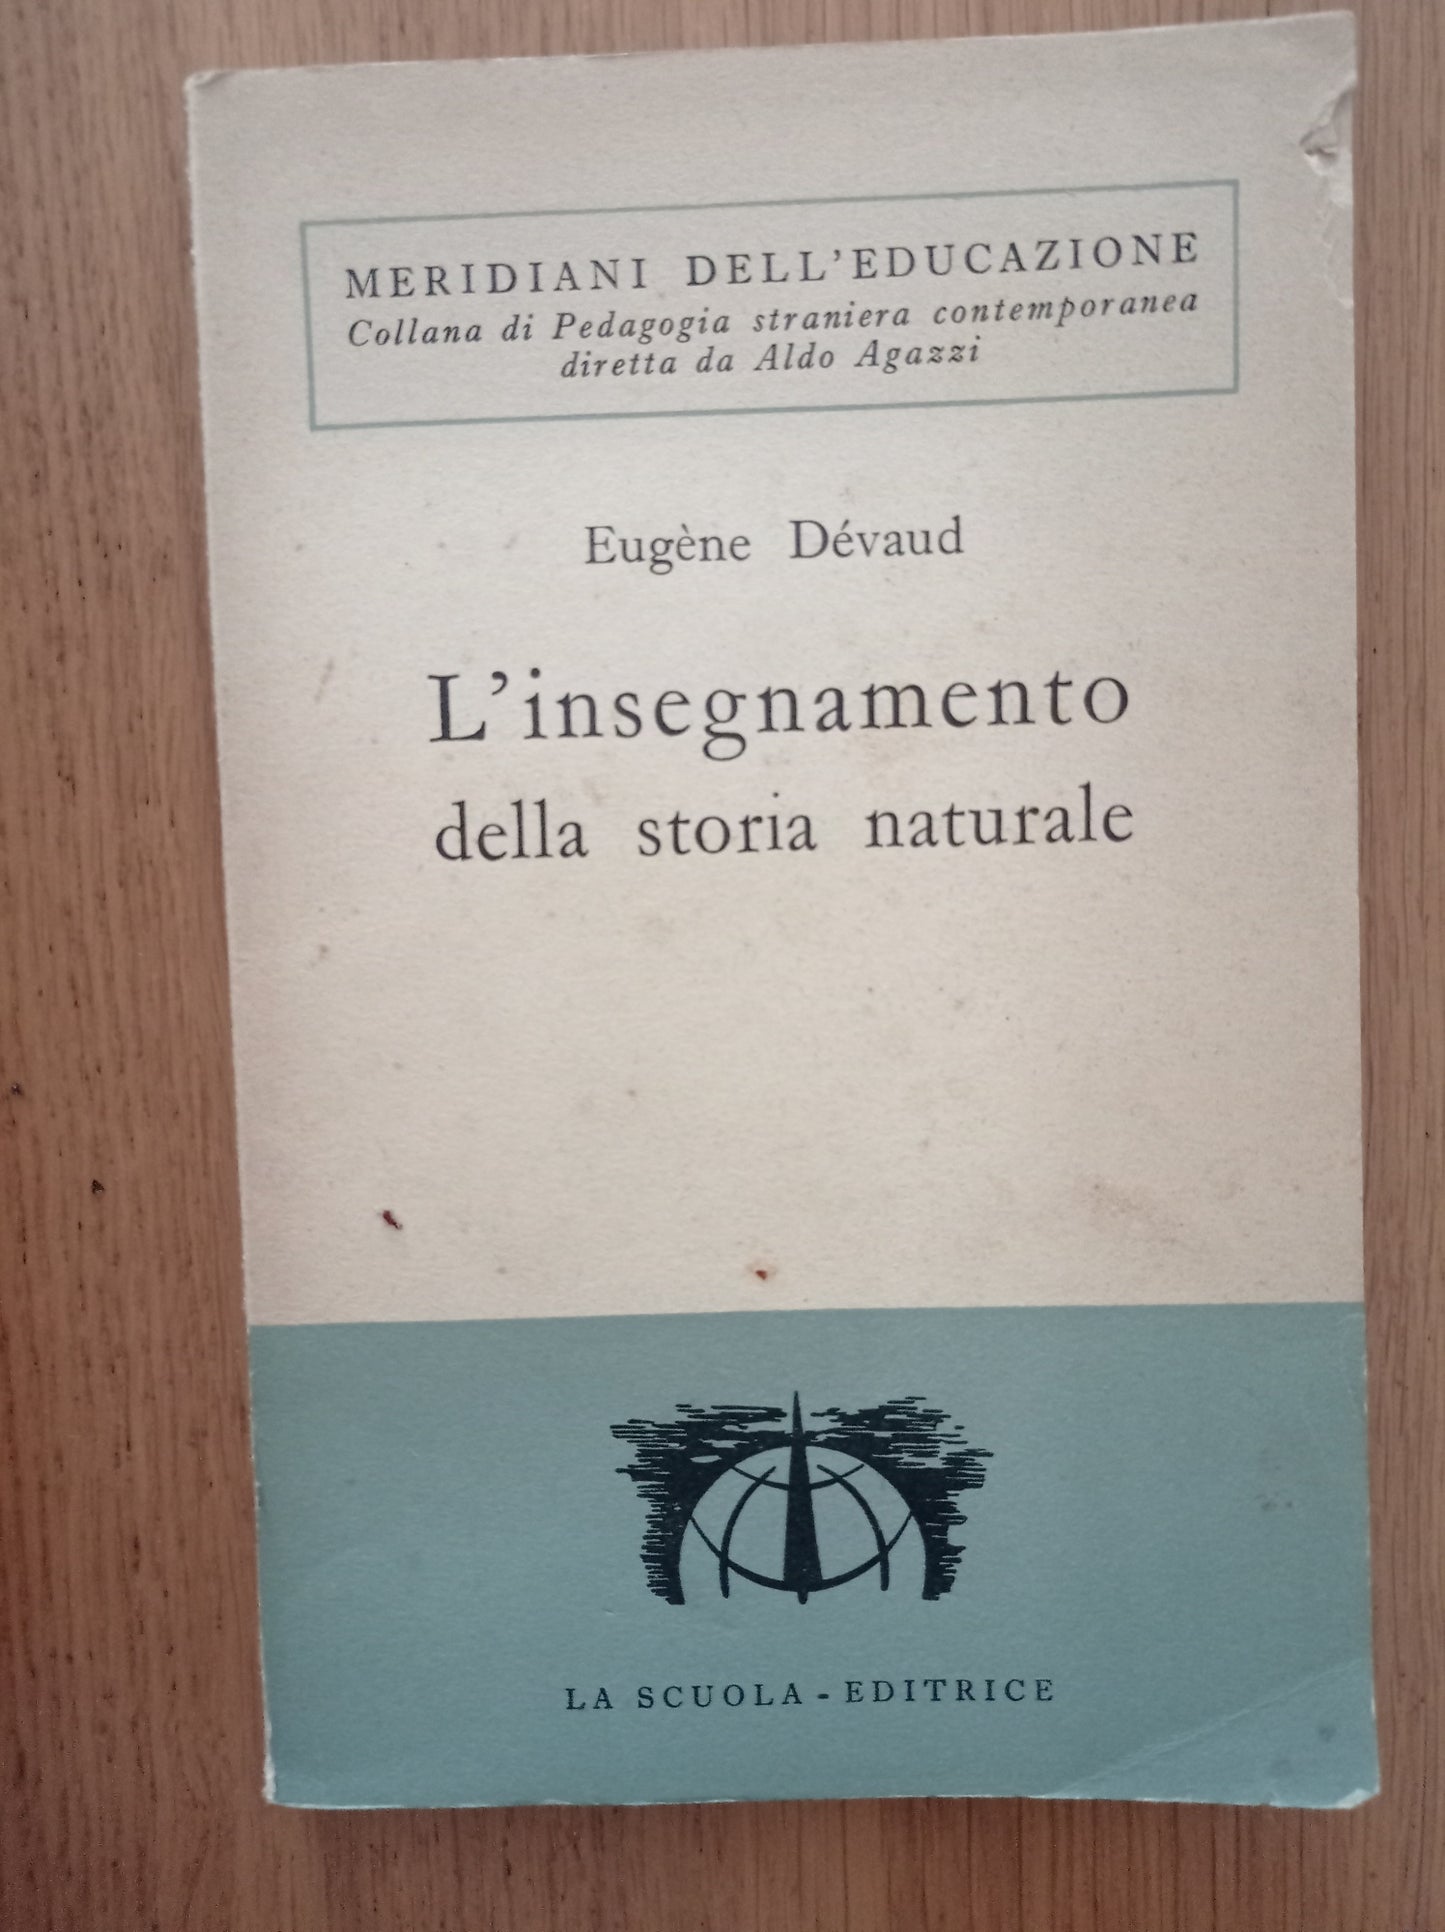 MERIDIANI DELL'EDUCAZIONE
Collana di Pedagogia straniera contemporanea
diretta da Aldo Agazzi
Eugène Dévaud
L'insegnamento
della storia naturale
LA SCUOLA - EDITRICE